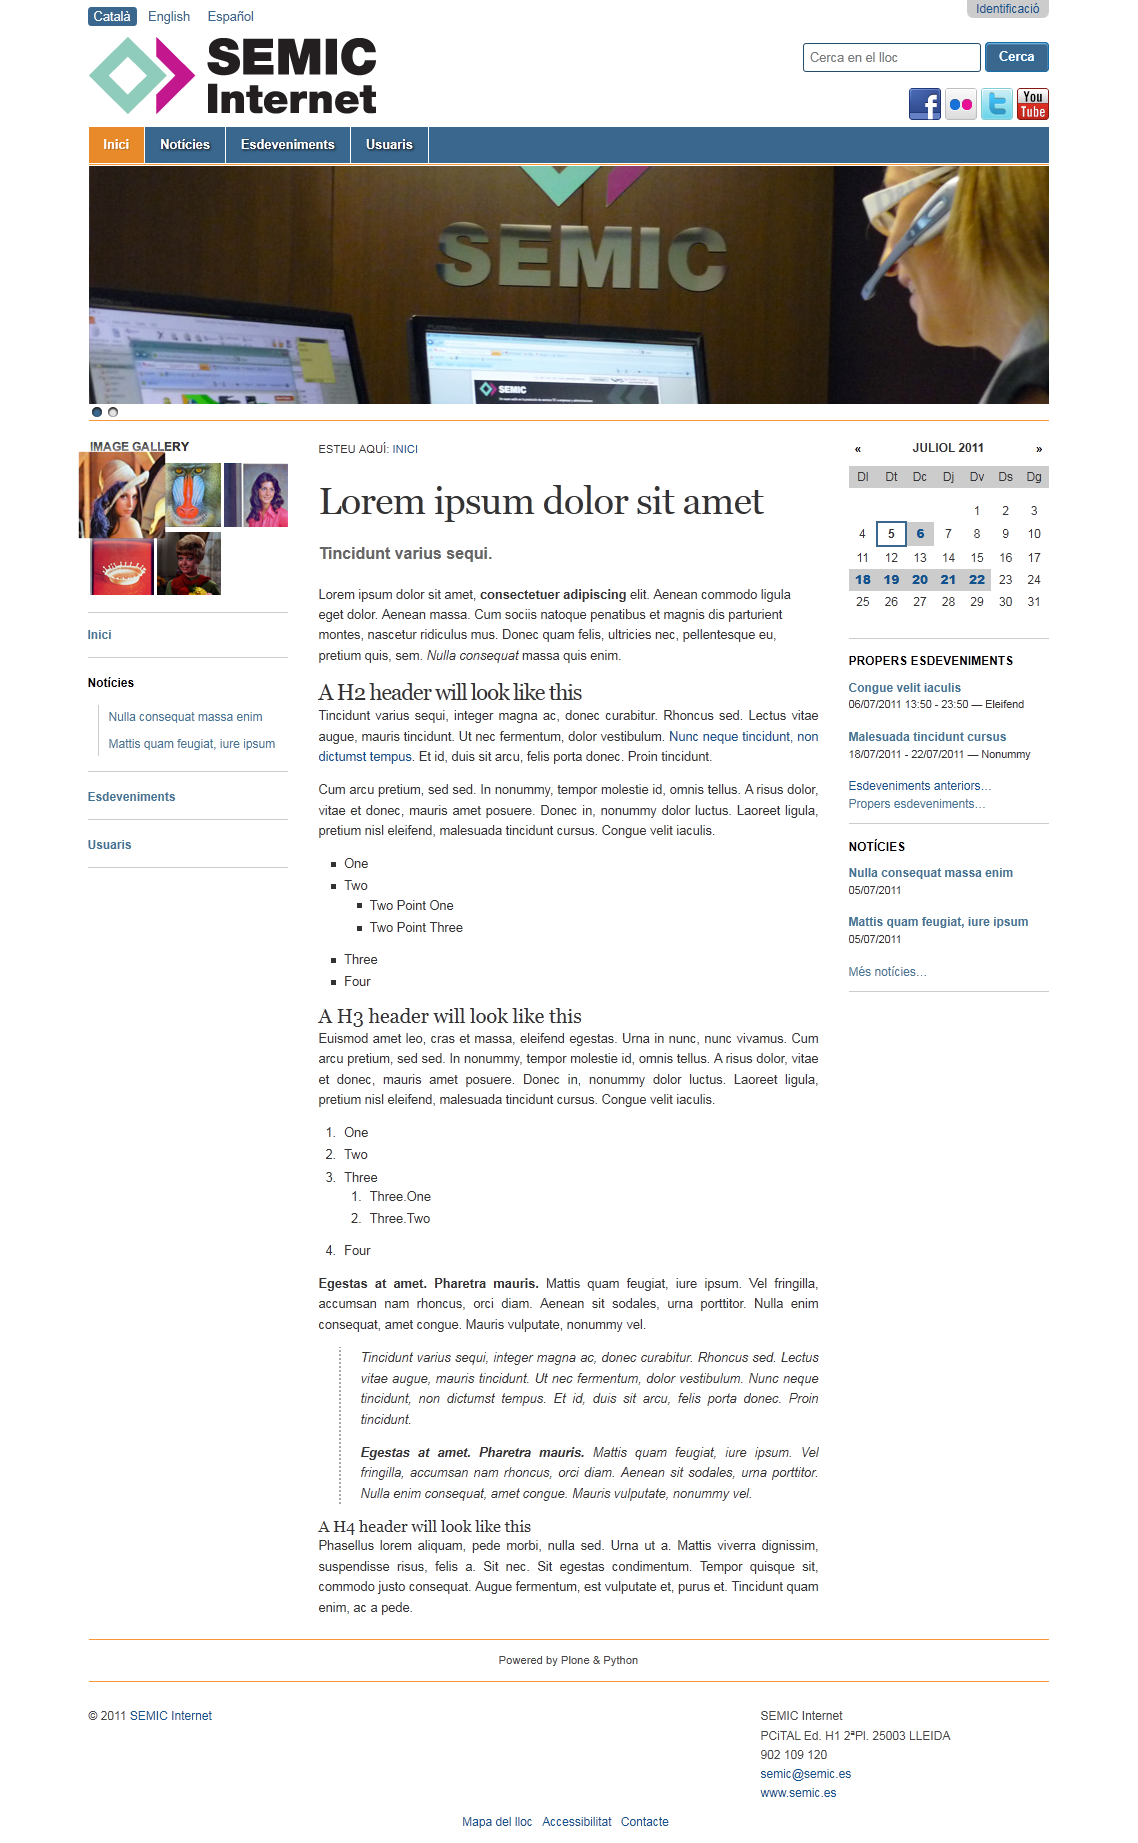 Català English Español
Identificació
SEMIC
Internet
Cerca en el lloc Cerca
You
Tube
Inici Notícies Esdeveniments Usuaris
SEMIC
SEMIC
IMAGE GALLERY
Inici
Notícies
Nulla consequat massa enim
Mattis quam feugiat, iure ipsum
Esdeveniments
Usuaris
ESTEU AQUÍ: INICI
Lorem ipsum dolor sit amet
Tincidunt varius sequi.
Lorem ipsum dolor sit amet, consectetuer adipiscing elit. Aenean commodo ligula
eget dolor. Aenean massa. Cum sociis natoque penatibus et magnis dis parturient
montes, nascetur ridiculus mus. Donec quam felis, ultricies nec, pellentesque eu,
pretium quis, sem. Nulla consequat massa quis enim.
A H2 header will look like this
Tincidunt varius sequi, integer magna ac, donec curabitur. Rhoncus sed. Lectus vitae
augue, mauris tincidunt. Ut nec fermentum, dolor vestibulum. Nunc neque tincidunt, non
dictumst tempus. Et id, duis sit arcu, felis porta donec. Proin tincidunt.
Cum arcu pretium, sed sed. In nonummy, tempor molestie id, omnis tellus. A risus dolor,
vitae et donec, mauris amet posuere. Donec in, nonummy dolor luctus. Laoreet ligula,
pretium nisl eleifend, malesuada tincidunt cursus. Congue velit iaculis.
One
Two
Two Point One
Two Point Three
Three
Four
A H3 header will look like this
Euismod amet leo, cras et massa, eleifend egestas. Urna in nunc, nunc vivamus. Cum
arcu pretium, sed sed. In nonummy, tempor molestie id, omnis tellus. A risus dolor, vitae
et donec, mauris amet posuere. Donec in, nonummy dolor luctus. Laoreet ligula,
pretium nisl eleifend, malesuada tincidunt cursus. Congue velit iaculis.
1. One
2. Two
3. Three
1. Three.One
2. Three.Two
4. Four
Egestas at amet. Pharetra mauris. Mattis quam feugiat, iure ipsum. Vel fringilla,
accumsan nam rhoncus, orci diam. Aenean sit sodales, urna porttitor. Nulla enim
consequat, amet congue. Mauris vulputate, nonummy vel.
Tincidunt varius sequi, integer magna ac, donec curabitur. Rhoncus sed. Lectus
vitae augue, mauris tincidunt. Ut nec fermentum, dolor vestibulum. Nunc neque
tincidunt, non dictumst tempus. Et id, duis sit arcu, felis porta donec. Proin
tincidunt.
Egestas at amet. Pharetra mauris. Mattis quam feugiat, iure ipsum. Vel
fringilla, accumsan nam rhoncus, orci diam. Aenean sit sodales, urna porttitor.
Nulla enim consequat, amet congue. Mauris vulputate, nonummy vel.
A H4 header will look like this
Phasellus lorem aliquam, pede morbi, nulla sed. Urna ut a. Mattis viverra dignissim,
suspendisse risus, felis a. Sit nec. Sit egestas condimentum. Tempor quisque sit,
commodo justo consequat. Augue fermentum, est vulputate et, purus et. Tincidunt quam
enim, ac a pede.
« JULIOL 2011 »
Dl Dt Dc Dj Dv Ds Dg
1 2 3
4 5 6 7 8 9 10
11 12 13 14 15 16 17
18 19 20 21 22 23 24
25 26 27 28 29 30 31
PROPERS ESDEVENIMENTS
Congue velit iaculis
06/07/2011 13:50 - 23:50 — Eleifend
Malesuada tincidunt cursus
18/07/2011 - 22/07/2011 — Nonummy
Esdeveniments anteriors…
Propers esdeveniments…
NOTÍCIES
Nulla consequat massa enim
05/07/2011
Mattis quam feugiat, iure ipsum
05/07/2011
Més notícies…
Powered by Plone & Python
© 2011 SEMIC Internet
SEMIC Internet
PCiTAL Ed. H1 2ªPl. 25003 LLEIDA
902 109 120
semic@semic.es
www.semic.es
Mapa del lloc Accessibilitat Contacte